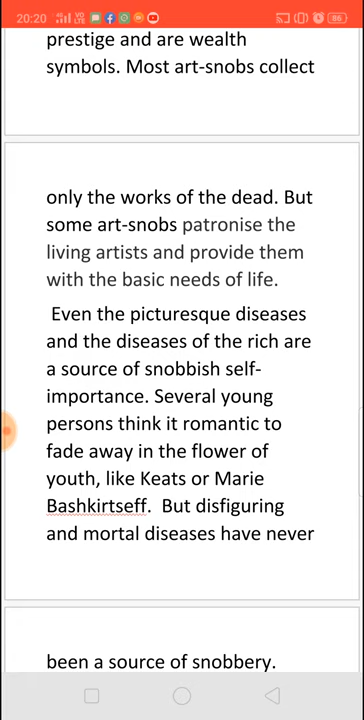 20:20
86
prestige and are wealth
symbols. Most art-snobs collect
only the works of the dead. But
some art-snobs patronise the
living artists and provide them
with the basic needs of life.
Even the picturesque diseases
and the diseases of the rich are
a source of snobbish self-
importance. Several young
persons think it romantic to
fade away in the flower of
youth, like Keats or Marie
Bashkirtseff.  But disfiguring
and mortal diseases have never
been a source of snobbery.